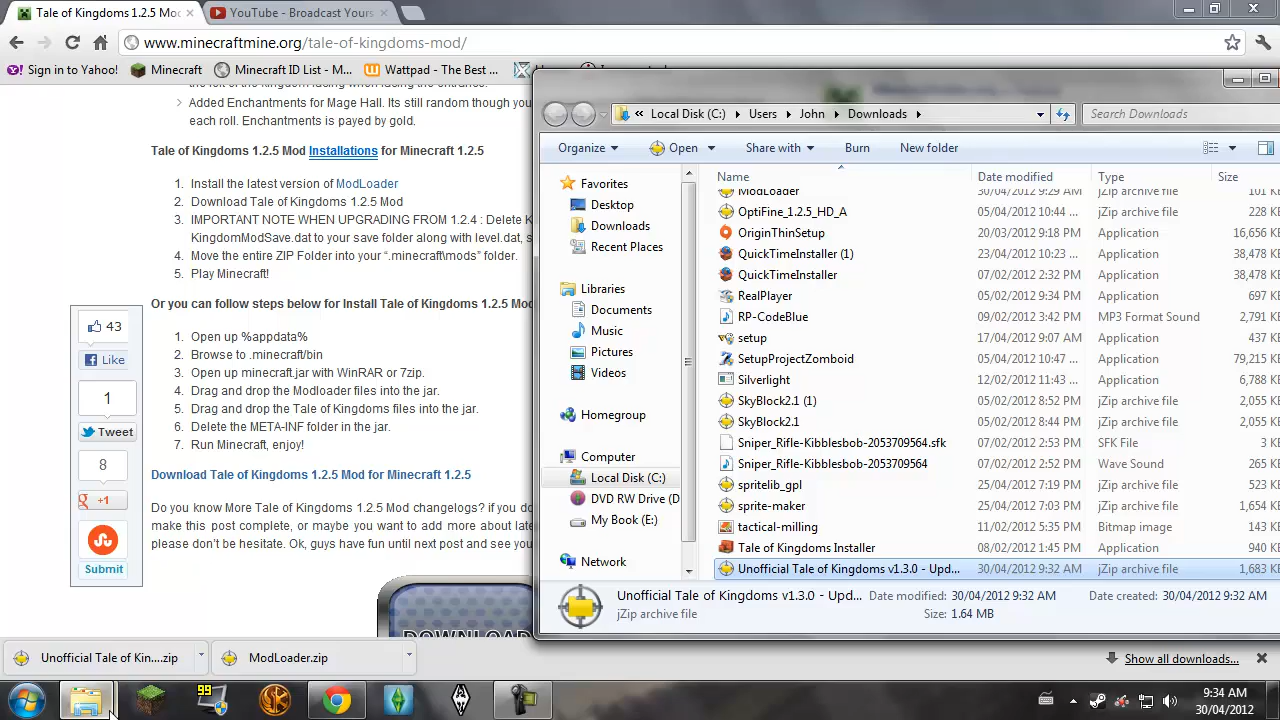 Tale of Kingdoms 1.2.5 Mod
YouTube - Broadcast Yours
www.minecraftmine.org/tale-of-kingdoms-mod/
Sign in to Yahoo!
Minecraft
Minecraft ID List - M...
Wattpad - The Best ...
Added Enchantments for Mage Hall. Its still random though you
each roll. Enchantments is payed by gold.
Tale of Kingdoms 1.2.5 Mod Installations for Minecraft 1.2.5
1. Install the latest version of ModLoader
2. Download Tale of Kingdoms 1.2.5 Mod
3. IMPORTANT NOTE WHEN UPGRADING FROM 1.2.4 : Delete K
KingdomModSave.dat to your save folder along with level.dat, s
4. Move the entire ZIP Folder into your “.minecraft\mods” folder.
5. Play Minecraft!
Or you can follow steps below for Install Tale of Kingdoms 1.2.5 Mod
1. Open up %appdata%
2. Browse to .minecraft/bin
3. Open up minecraft.jar with WinRAR or 7zip.
4. Drag and drop the Modloader files into the jar.
5. Drag and drop the Tale of Kingdoms files into the jar.
6. Delete the META-INF folder in the jar.
7. Run Minecraft, enjoy!
Download Tale of Kingdoms 1.2.5 Mod for Minecraft 1.2.5
Do you know More Tale of Kingdoms 1.2.5 Mod changelogs? if you do
make this post complete, or maybe you want to add more about late
please don't be hesitate. Ok, guys have fun until next post and see you
43
Like
1
Tweet
8
+1
Submit
« Local Disk (C:) Users John Downloads
Search Downloads
Organize Open Share with Burn New folder
Favorites
Desktop
Downloads
Recent Places
Libraries
Documents
Music
Pictures
Videos
Homegroup
Computer
Local Disk (C:)
DVD RW Drive (D
My Book (E:)
Network
Name Date modified Type Size
ModLoader 30/04/2012 9:29 AM jZip archive file 101 KB
OptiFine_1.2.5_HD_A 05/04/2012 10:44 ... jZip archive file 228 KB
OriginThinSetup 20/03/2012 9:18 PM Application 16,656 KB
QuickTimeInstaller (1) 23/04/2012 10:23 ... Application 38,478 KB
QuickTimeInstaller 07/02/2012 2:32 PM Application 38,478 KB
RealPlayer 05/02/2012 9:34 PM Application 697 KB
RP-CodeBlue 09/02/2012 3:42 PM MP3 Format Sound 2,791 KB
setup 17/04/2012 9:07 AM Application 437 KB
SetupProjectZomboid 05/04/2012 10:47 ... Application 79,215 KB
Silverlight 12/02/2012 11:43 ... Application 6,788 KB
SkyBlock2.1 (1) 05/02/2012 8:52 PM jZip archive file 2,055 KB
SkyBlock2.1 05/02/2012 8:44 PM jZip archive file 2,055 KB
Sniper_Rifle-Kibblesbob-2053709564.sfk 07/02/2012 2:53 PM SFK File 3 KB
Sniper_Rifle-Kibblesbob-2053709564 07/02/2012 2:52 PM Wave Sound 265 KB
spritelib_gpl 25/04/2012 7:19 PM jZip archive file 523 KB
sprite-maker 25/04/2012 7:03 PM jZip archive file 1,654 KB
tactical-milling 11/02/2012 5:35 PM Bitmap image 143 KB
Tale of Kingdoms Installer 08/02/2012 1:45 PM Application 940 KB
Unofficial Tale of Kingdoms v1.3.0 - Upd... 30/04/2012 9:32 AM jZip archive file 1,683 KB
Unofficial Tale of Kingdoms v1.3.0 - Upd... Date modified: 30/04/2012 9:32 AM Date created: 30/04/2012 9:32 AM
jZip archive file Size: 1.64 MB
Unofficial Tale of Kin....zip
ModLoader.zip
Show all downloads...
99
9:34 AM
30/04/2012